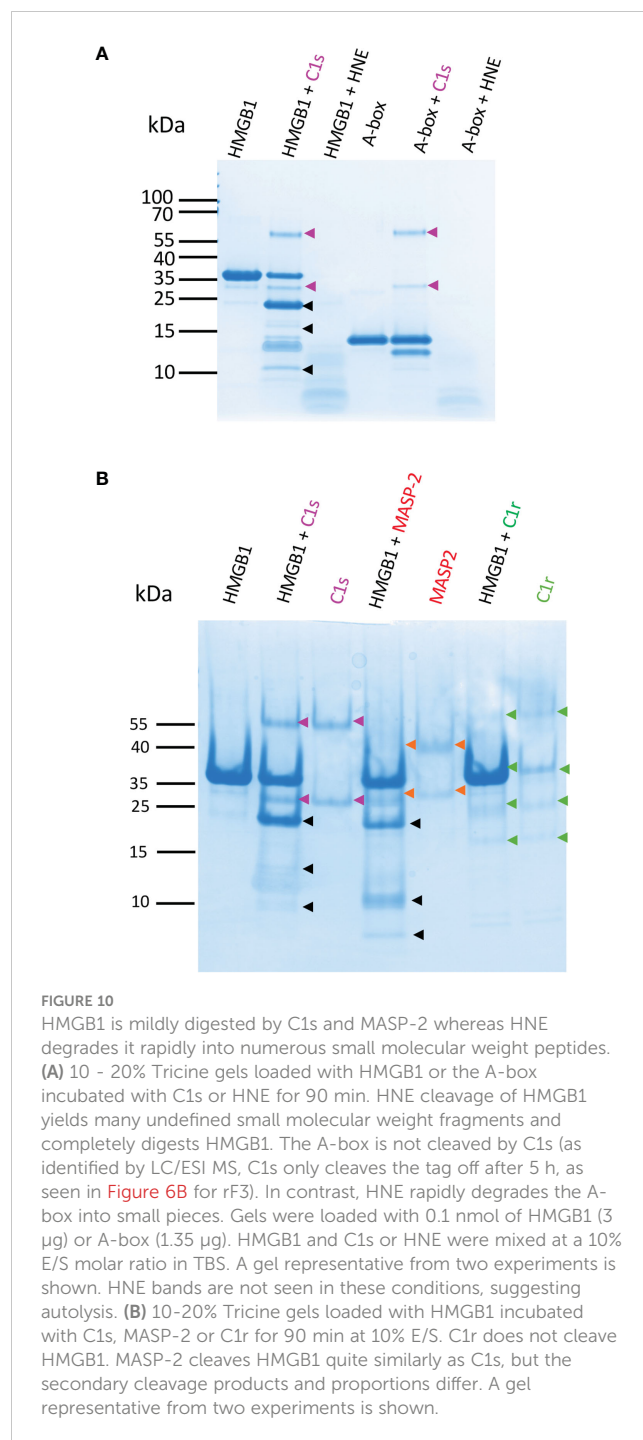 A
kDa
HMGB1
HMGB1 + C1s
HMGB1 + HNE
A-box
A-box + C1s
A-box + HNE
100
70
55
40
35
25
15
10
B
kDa
HMGB1
HMGB1 + C1s
C1s
HMGB1 + MASP-2
MASP2
HMGB1 + C1r
C1r
55
40
35
25
15
10
FIGURE 10
HMGB1 is mildly digested by C1s and MASP-2 whereas HNE
degrades it rapidly into numerous small molecular weight peptides.
(A) 10 - 20% Tricine gels loaded with HMGB1 or the A-box
incubated with C1s or HNE for 90 min. HNE cleavage of HMGB1
yields many undefined small molecular weight fragments and
completely digests HMGB1. The A-box is not cleaved by C1s (as
identified by LC/ESI MS, C1s only cleaves the tag off after 5 h, as
seen in Figure 6B for rF3). In contrast, HNE rapidly degrades the A-
box into small pieces. Gels were loaded with 0.1 nmol of HMGB1 (3
µg) or A-box (1.35 µg). HMGB1 and C1s or HNE were mixed at a 10%
E/S molar ratio in TBS. A gel representative from two experiments is
shown. HNE bands are not seen in these conditions, suggesting
autolysis. (B) 10-20% Tricine gels loaded with HMGB1 incubated
with C1s, MASP-2 or C1r for 90 min at 10% E/S. C1r does not cleave
HMGB1. MASP-2 cleaves HMGB1 quite similarly as C1s, but the
secondary cleavage products and proportions differ. A gel
representative from two experiments is shown.